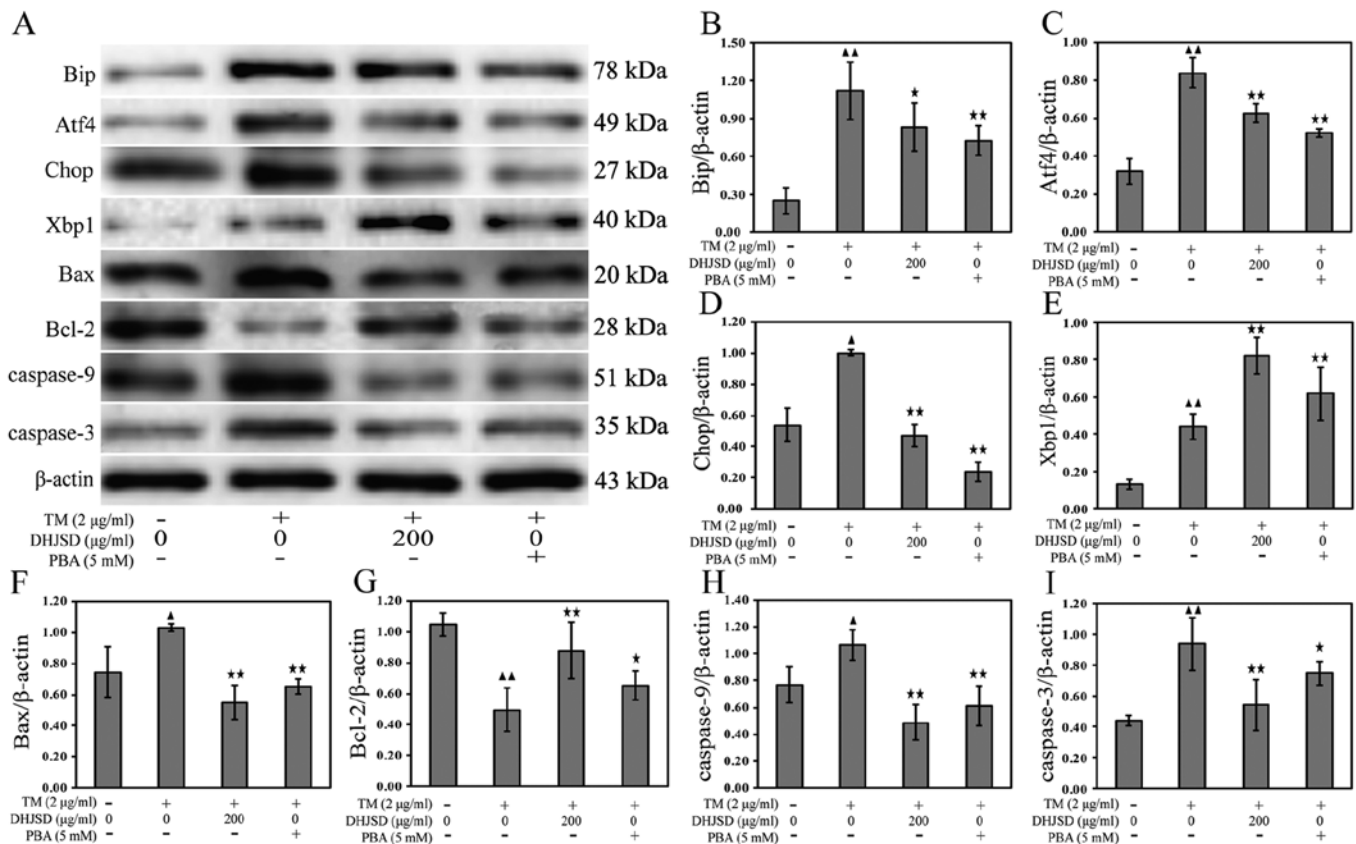 A
Bip 78 kDa
Atf4 49 kDa
Chop 27 kDa
Xbp1 40 kDa
Bax 20 kDa
Bcl-2 28 kDa
caspase-9 51 kDa
caspase-3 35 kDa
β-actin 43 kDa
TM (2 μg/ml) - + + +
DHJSD (μg/ml) 0 0 200 0
PBA (5 mM) - - - +
B
Bip/β-actin
1.50
1.20
0.90
0.60
0.30
0.00
▲▲ ★ ★★
TM (2 μg/ml) - + + +
DHJSD (μg/ml) 0 0 200 0
PBA (5 mM) - - - +
C
Atf4/β-actin
1.00
0.80
0.60
0.40
0.20
0.00
▲▲ ★★ ★★
TM (2 μg/ml) - + + +
DHJSD (μg/ml) 0 0 200 0
PBA (5 mM) - - - +
D
Chop/β-actin
1.20
1.00
0.80
0.60
0.40
0.20
0.00
▲ ★★ ★★
TM (2 μg/ml) - + + +
DHJSD (μg/ml) 0 0 200 0
PBA (5 mM) - - - +
E
Xbp1/β-actin
1.00
0.80
0.60
0.40
0.20
0.00
▲▲ ★★ ★★
TM (2 μg/ml) - + + +
DHJSD (μg/ml) 0 0 200 0
PBA (5 mM) - - - +
F
Bax/β-actin
1.20
1.00
0.80
0.60
0.40
0.20
0.00
▲ ★★ ★★
TM (2 μg/ml) - + + +
DHJSD (μg/ml) 0 0 200 0
PBA (5 mM) - - - +
G
Bcl-2/β-actin
1.20
1.00
0.80
0.60
0.40
0.20
0.00
▲▲ ★★ ★
TM (2 μg/ml) - + + +
DHJSD (μg/ml) 0 0 200 0
PBA (5 mM) - - - +
H
caspase-9/β-actin
1.40
1.20
1.00
0.80
0.60
0.40
0.20
0.00
▲ ★★ ★★
TM (2 μg/ml) - + + +
DHJSD (μg/ml) 0 0 200 0
PBA (5 mM) - - - +
I
caspase-3/β-actin
1.20
1.00
0.80
0.60
0.40
0.20
0.00
▲▲ ★★ ★
TM (2 μg/ml) - + + +
DHJSD (μg/ml) 0 0 200 0
PBA (5 mM) - - - +